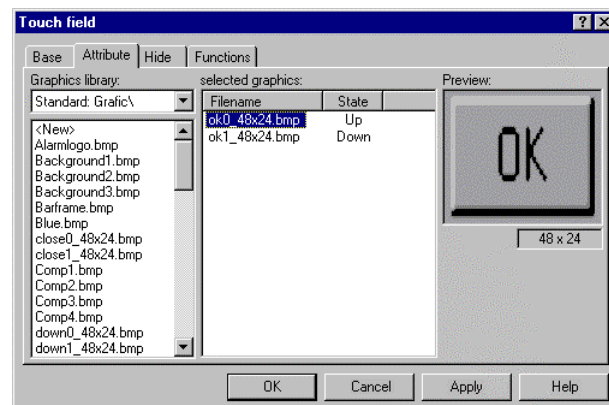 Touch field
Base Attribute Hide Functions
Graphics library:
Standard: Grafic\
<New>
Alarmlogo.bmp
Background1.bmp
Background2.bmp
Background3.bmp
Barframe.bmp
Blue.bmp
close0_48x24.bmp
close1_48x24.bmp
Comp1.bmp
Comp2.bmp
Comp3.bmp
Comp4.bmp
down0_48x24.bmp
down1_48x24.bmp
selected graphics:
Filename State
ok0_48x24.bmp Up
ok1_48x24.bmp Down
Preview:
OK
48 x 24
OK Cancel Apply Help